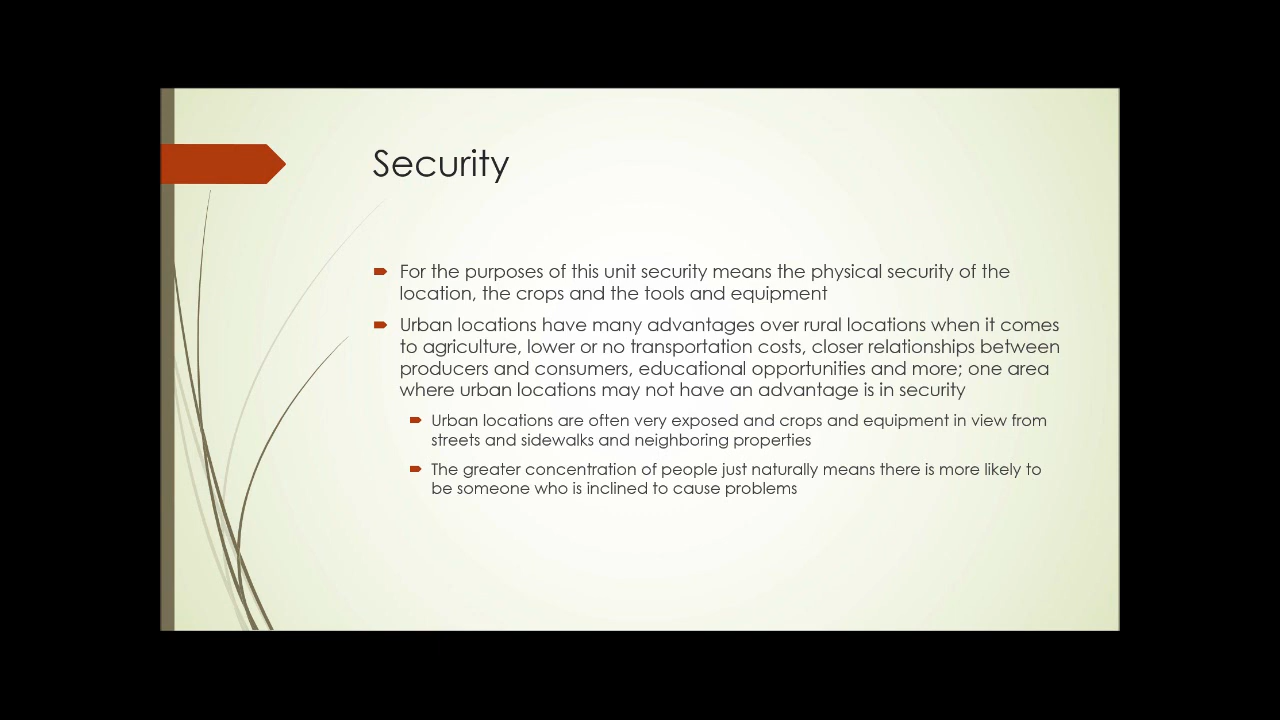 Security
For the purposes of this unit security means the physical security of the
location, the crops and the tools and equipment
Urban locations have many advantages over rural locations when it comes
to agriculture, lower or no transportation costs, closer relationships between
producers and consumers, educational opportunities and more; one area
where urban locations may not have an advantage is in security
Urban locations are often very exposed and crops and equipment in view from
streets and sidewalks and neighboring properties
The greater concentration of people just naturally means there is more likely to
be someone who is inclined to cause problems